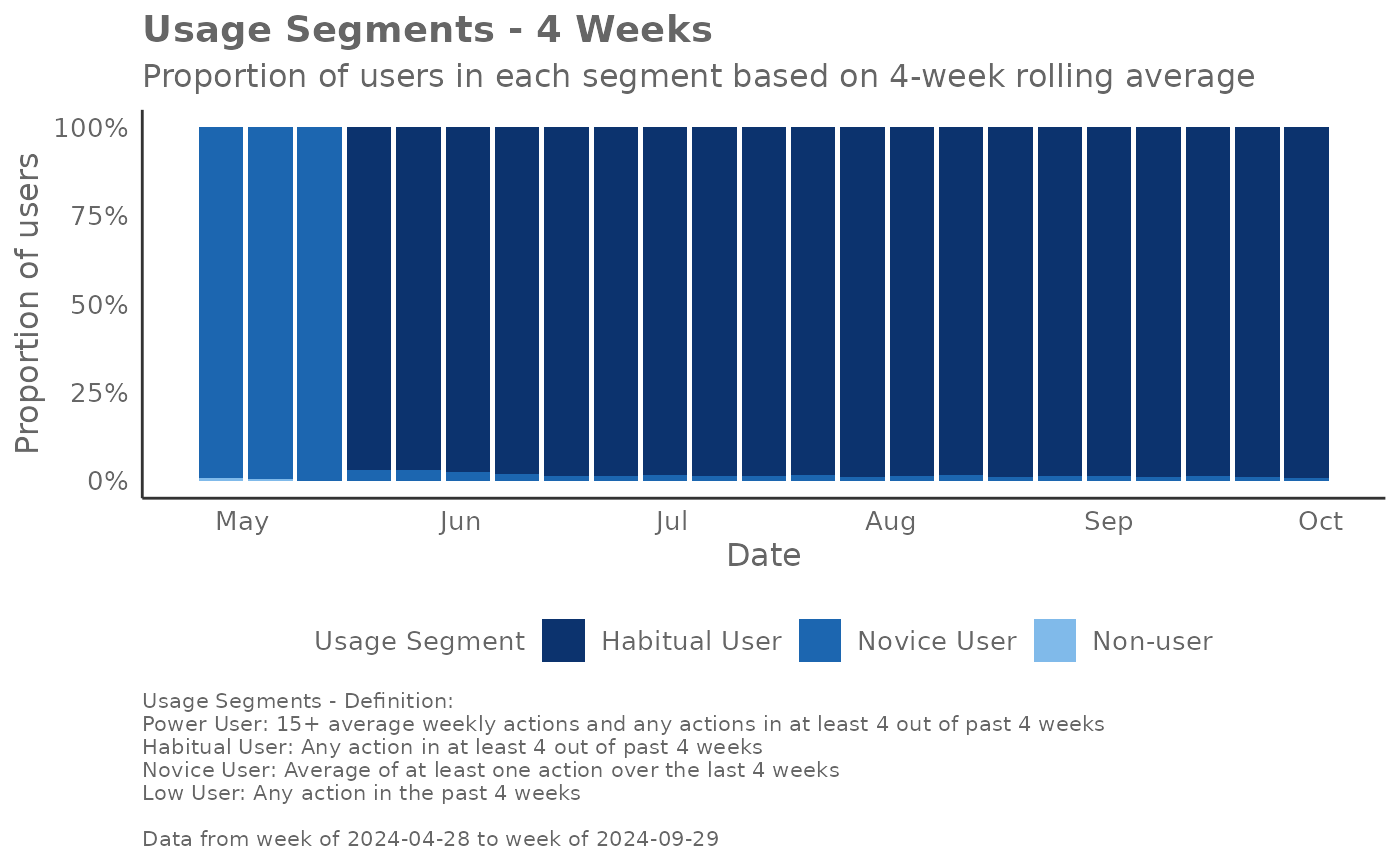 Usage Segments - 4 Weeks
Proportion of users in each segment based on 4-week rolling average
Proportion of users
100%
75%
50%
25%
0%
May Jun Jul Aug Sep Oct
Date
Usage Segment Habitual User Novice User Non-user
Usage Segments - Definition:
Power User: 15+ average weekly actions and any actions in at least 4 out of past 4 weeks
Habitual User: Any action in at least 4 out of past 4 weeks
Novice User: Average of at least one action over the last 4 weeks
Low User: Any action in the past 4 weeks
Data from week of 2024-04-28 to week of 2024-09-29